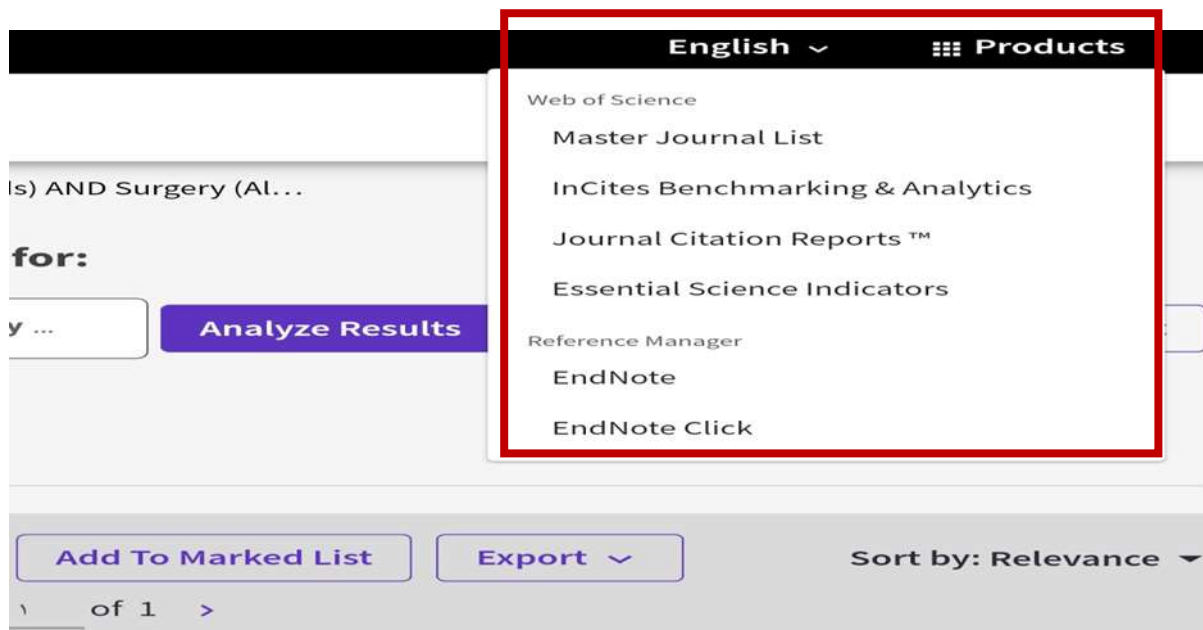 English Products
Web of Science
Master Journal List
ls) AND Surgery (Al...
InCites Benchmarking & Analytics
for:
Journal Citation Reports™
Essential Science Indicators
y ...
Analyze Results
Reference Manager
EndNote
EndNote Click
Add To Marked List
Export
Sort by: Relevance
of 1 >